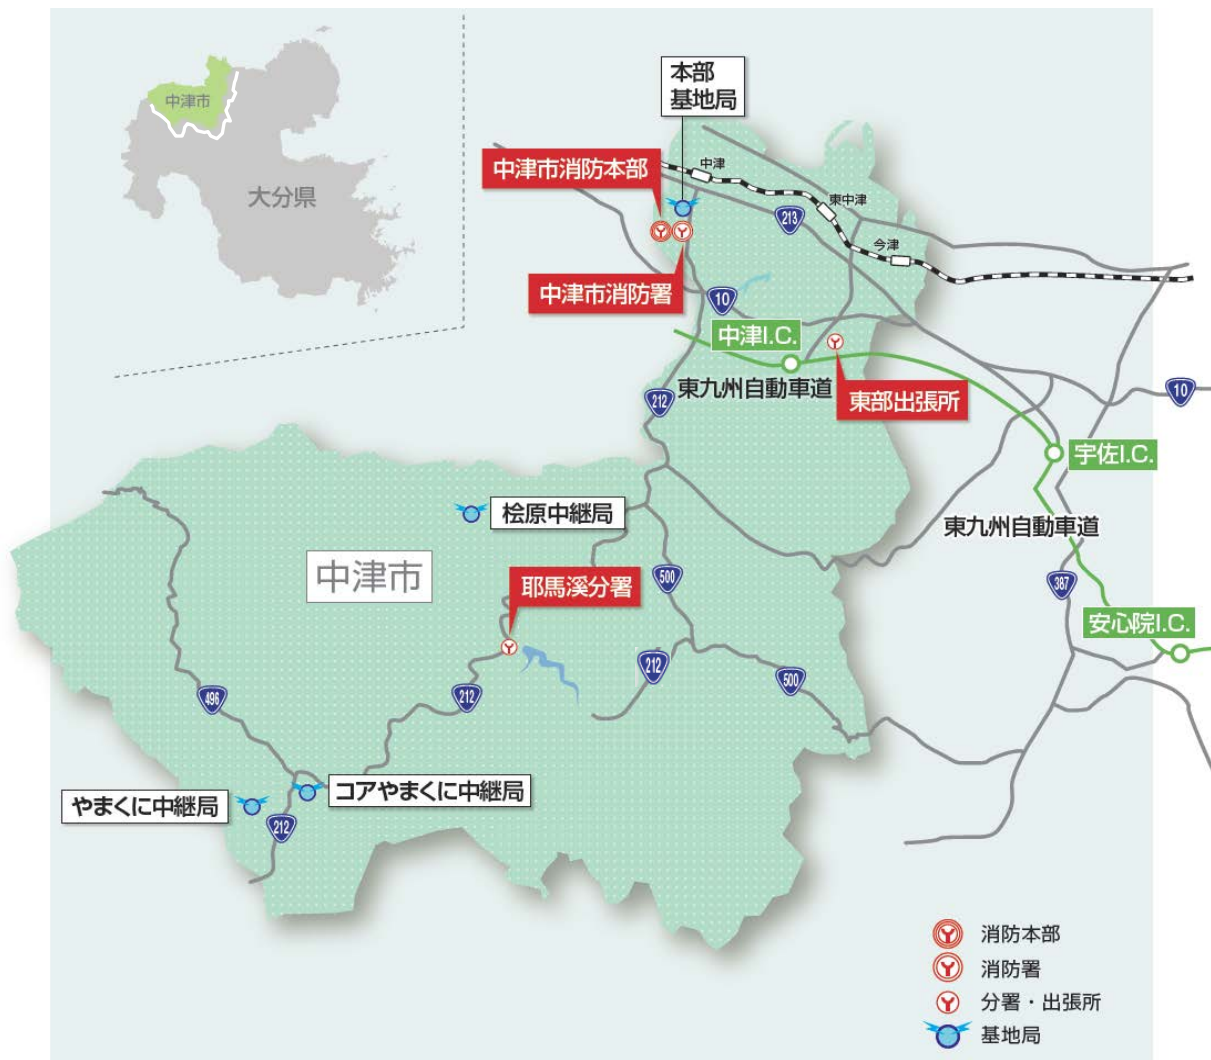 中津市
大分県
本部
基地局
中津市消防本部
中津
東中津
213
今津
中津市消防署
10
中津I.C.
東九州自動車道
東部出張所
212
10
宇佐I.C.
桧原中継局
東九州自動車道
中津市
耶馬溪分署
500
387
安心院I.C.
212
500
496
212
コアやまくに中継局
やまくに中継局
212
消防本部
消防署
分署・出張所
基地局